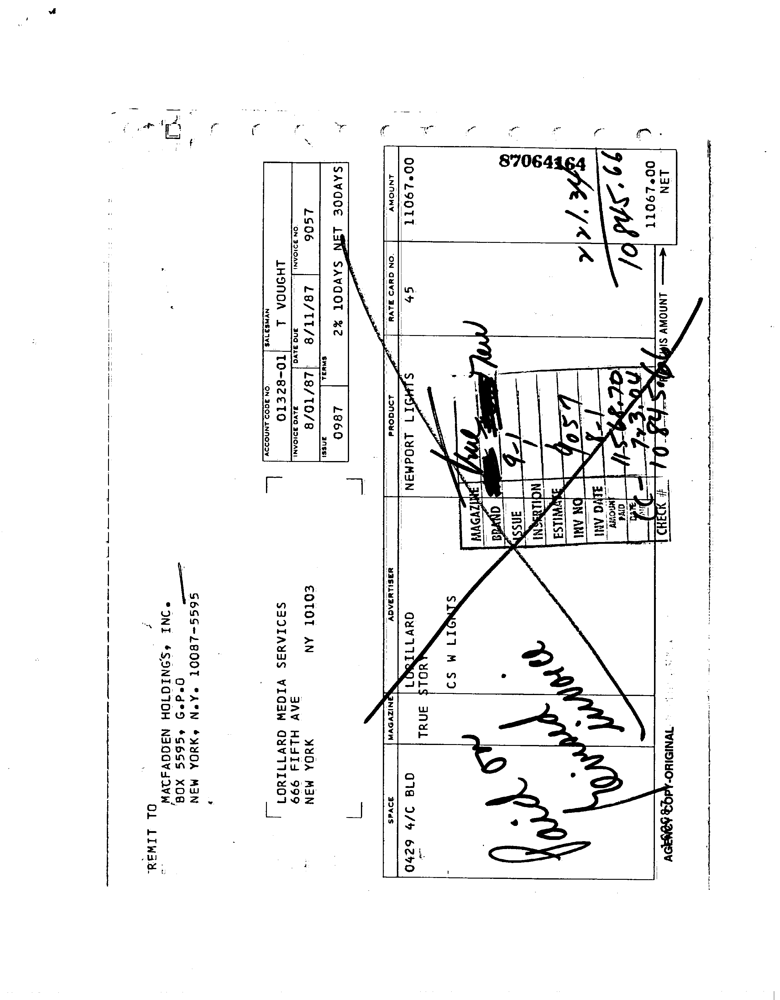 REMIT TO
MACFADDEN HOLDING'S, INC.
BOX 5595, G.P.O
NEW YORK, N.Y. 10087-5595
ACCOUNT CODE NO SALESMAN
01328-01 T VOUGHT
INVOICE DATE DATE DUE INVOICE NO.
8/01/87 8/11/87 9057
ISSUE TERMS
0987 2% 10DAYS NET 30DAYS
LORILLARD MEDIA SERVICES
666 FIFTH AVE
NEW YORK NY 10103
SPACE MAGAZINE ADVERTISER PRODUCT RATE CARD NO. AMOUNT
0429 4/C BLD LORILLARD NEWPORT LIGHTS 45 11067.00
TRUE STORY
CS W LIGHTS
MAGAZINE True
BRAND New
ISSUE 9-1
INSERTION
ESTIMATE
INV NO 9057
INV DATE 8-1
AMOUNT PAID 11568.70
DATE 723.04
CC -
CHECK # 10845.66
87064164
221.34
10845.66
Paid on
Revised
invoice
THIS AMOUNT 11067.00
NET
AGENCY COPY-ORIGINAL